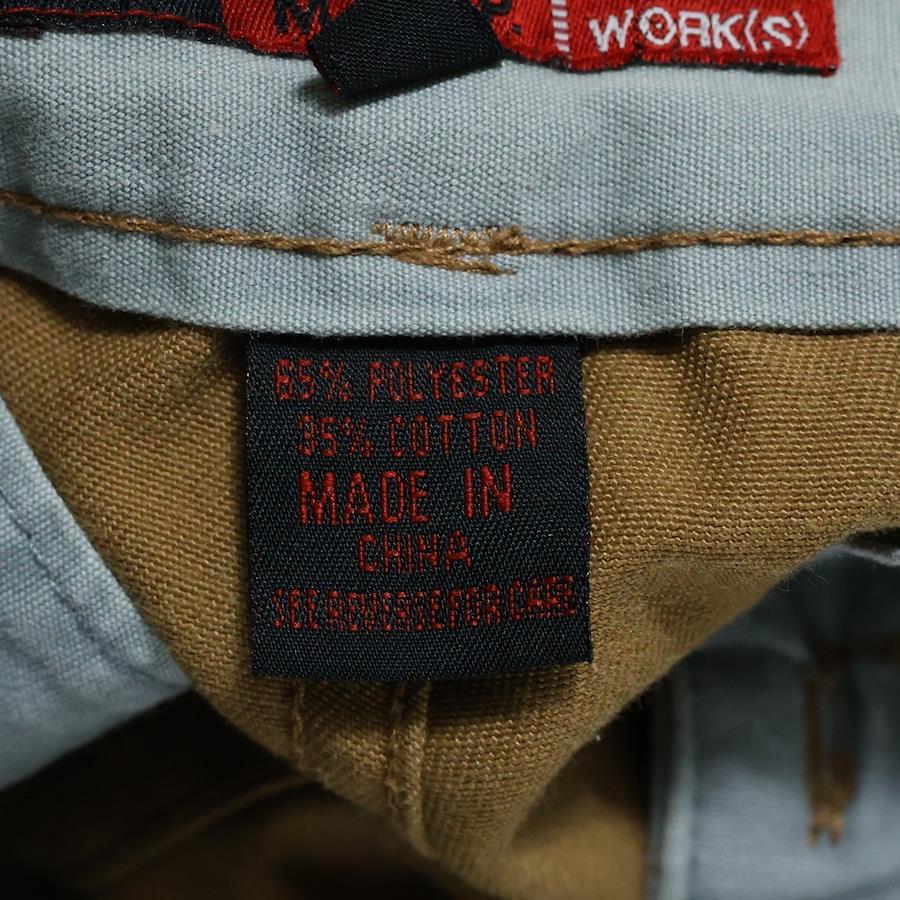 WORK(S)
65% POLYESTER
35% COTTON
MADE IN
CHINA
SEE REVERSE FOR CARE